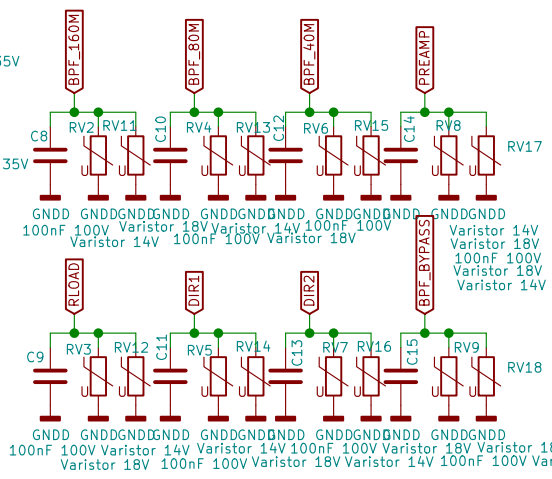 BPF_160M
BPF_80M
BPF_40M
PREAMP
35V
C8
RV2
RV11
C10
RV4
RV13
C12
RV6
RV15
C14
RV8
RV17
35V
U
U
U
U
U
U
U
U
GNDD GNDD GNDD GNDD GNDD GNDD GNDD GNDD GNDD GNDD GNDD GNDD
100nF 100V
Varistor 14V
Varistor 18V
100nF 100V
Varistor 14V
Varistor 18V
100nF 100V
Varistor 14V
Varistor 18V
100nF 100V
Varistor 18V
Varistor 14V
RLOAD
DIR1
DIR2
BPF_BYPASS
C9
RV3
RV12
C11
RV5
RV14
C13
RV7
RV16
C15
RV9
RV18
U
U
U
U
U
U
U
U
GNDD GNDD GNDD GNDD GNDD GNDD GNDD GNDD GNDD GNDD GNDD GNDD
100nF 100V
Varistor 18V
Varistor 14V
100nF 100V
Varistor 14V
Varistor 18V
100nF 100V
Varistor 14V
Varistor 18V
100nF 100V
Varistor 18